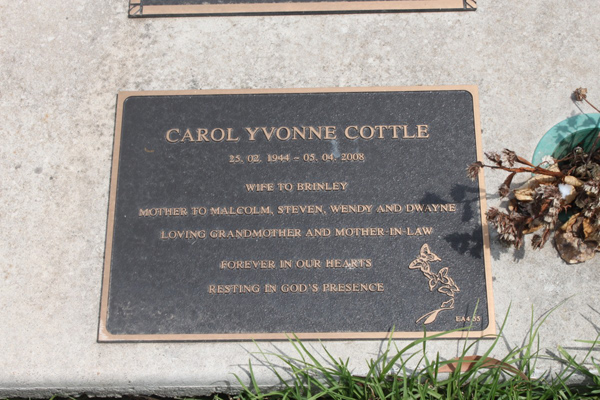 CAROL YVONNE COTTLE
25. 02. 1944 – 05. 04. 2008
WIFE TO BRINLEY
MOTHER TO MALCOLM, STEVEN, WENDY AND DWAYNE
LOVING GRANDMOTHER AND MOTHER-IN-LAW
FOREVER IN OUR HEARTS
RESTING IN GOD'S PRESENCE